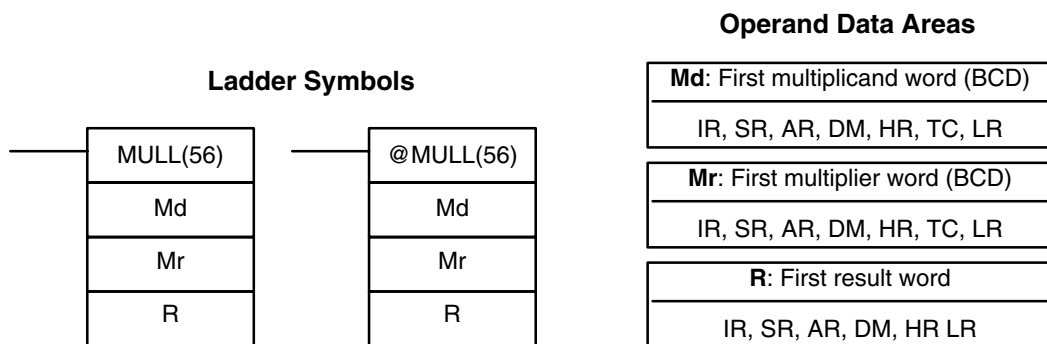 Ladder Symbols
MULL(56)
Md
Mr
R
@MULL(56)
Md
Mr
R
Operand Data Areas
Md: First multiplicand word (BCD)
IR, SR, AR, DM, HR, TC, LR
Mr: First multiplier word (BCD)
IR, SR, AR, DM, HR, TC, LR
R: First result word
IR, SR, AR, DM, HR LR